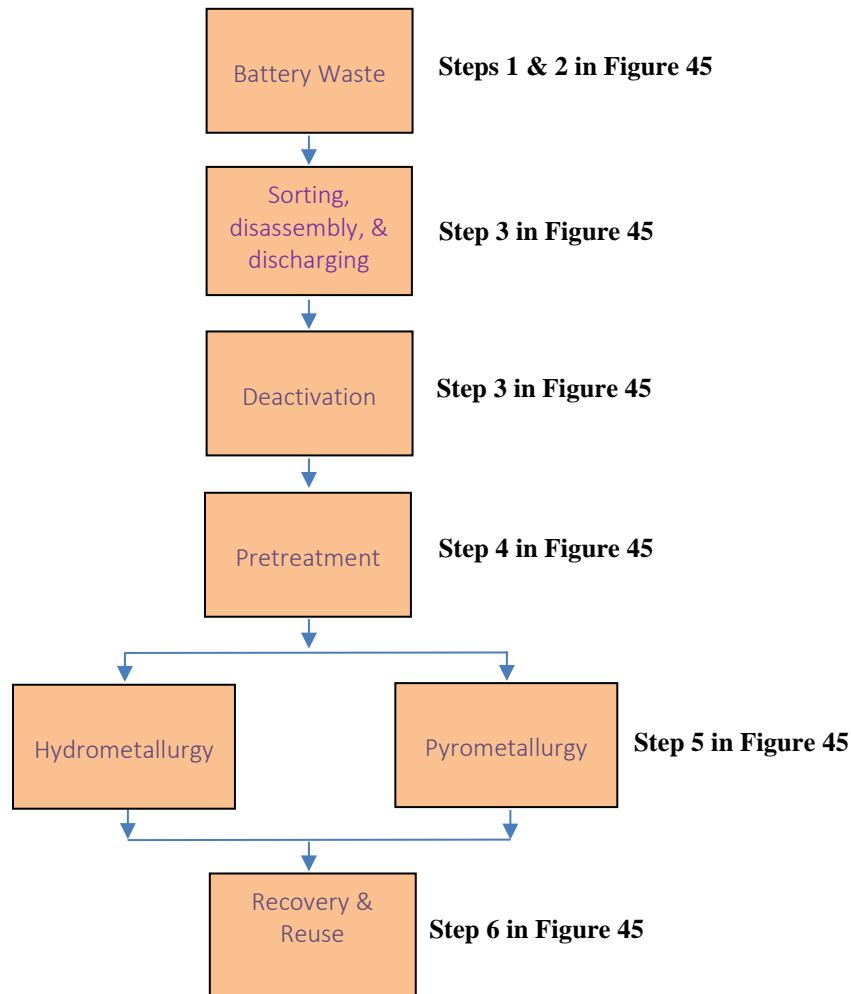 Battery Waste
Steps 1 & 2 in Figure 45
Sorting,
disassembly, &
discharging
Step 3 in Figure 45
Deactivation
Step 3 in Figure 45
Pretreatment
Step 4 in Figure 45
Hydrometallurgy
Pyrometallurgy
Step 5 in Figure 45
Recovery &
Reuse
Step 6 in Figure 45